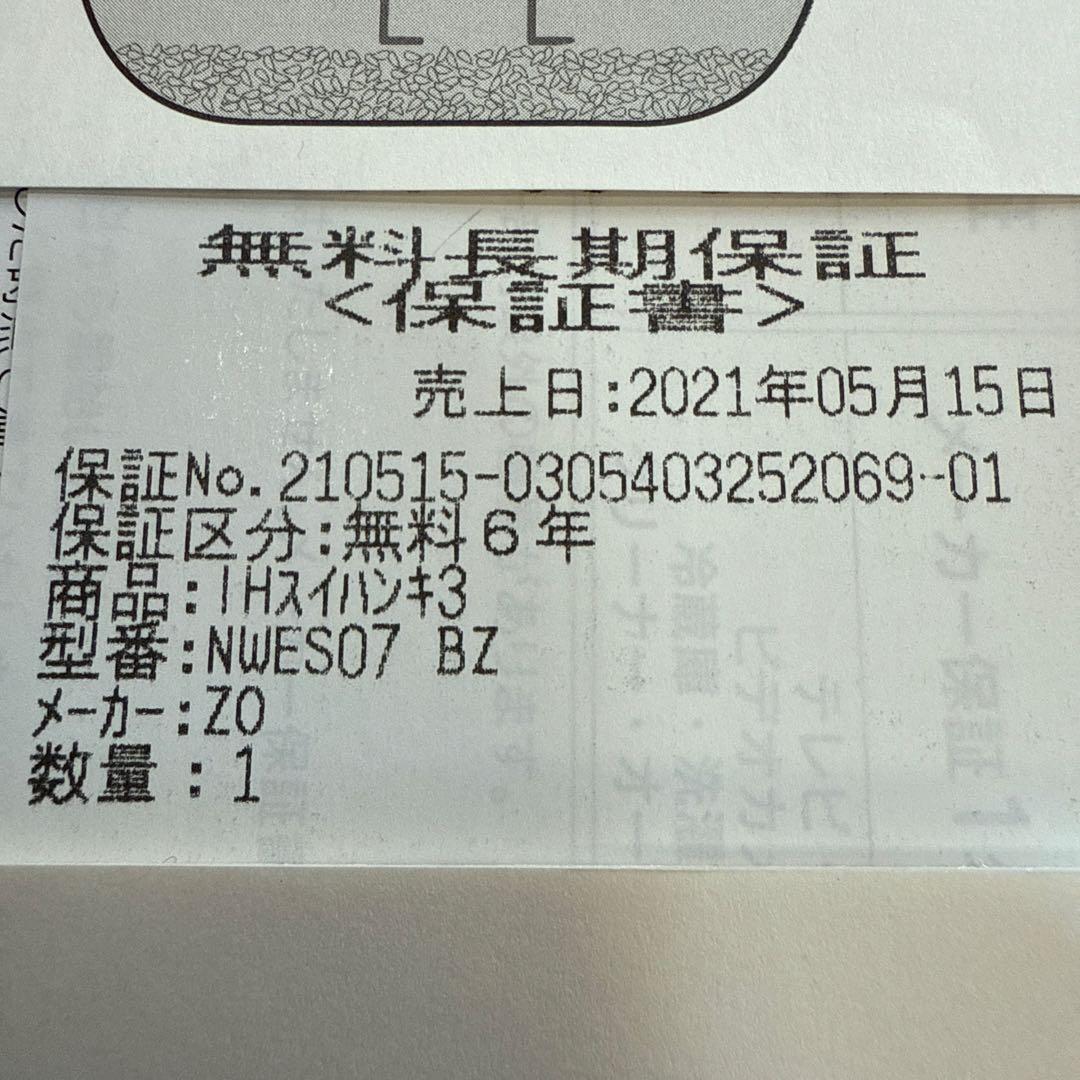 無料長期保証
<保証書>
売上日:2021年05月15日
保証No.210515-0305403252069-01
保証区分:無料6年
商品:IHスイハンキ3
型番:NWES07 BZ
メーカー:ZO
数量:1